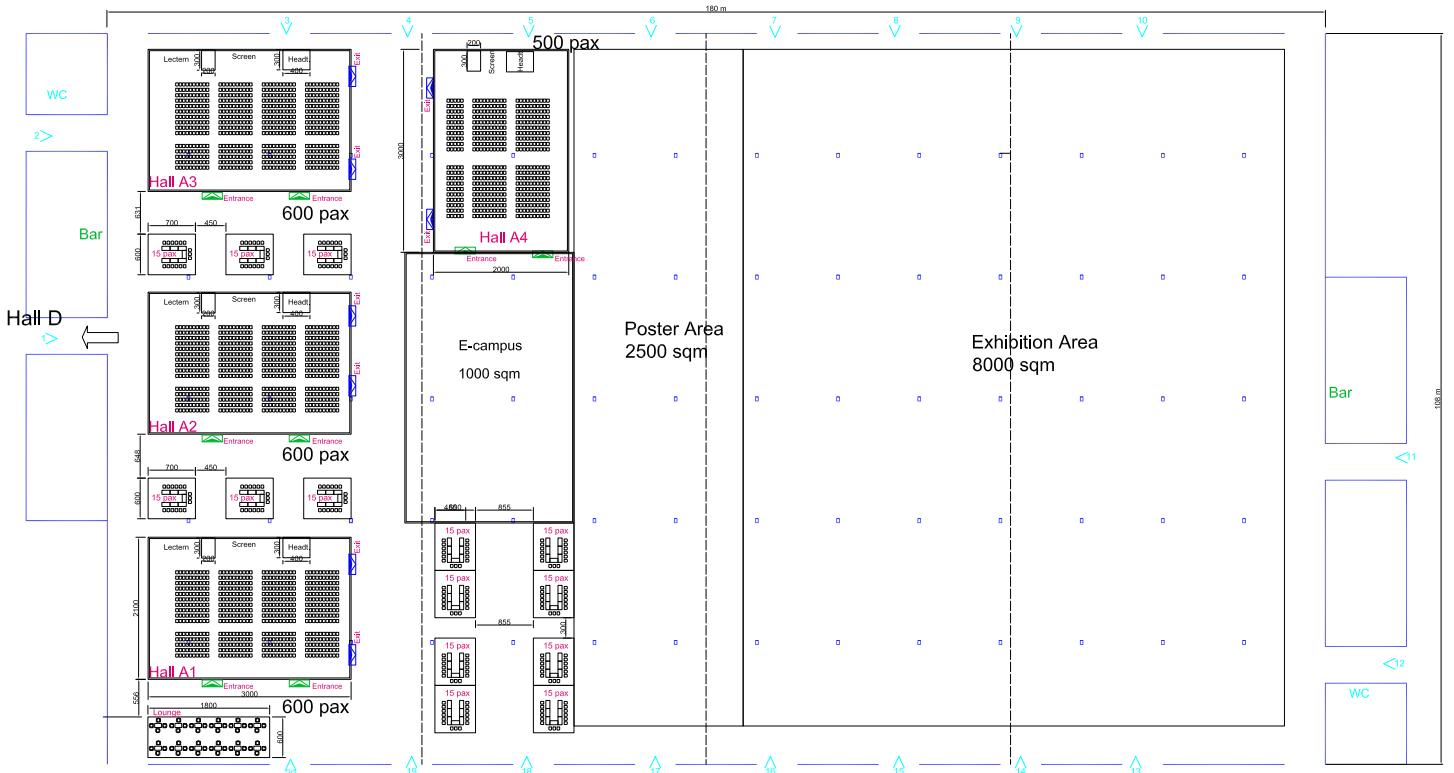 180 m
3
4
5
6
7
8
9
10
200
500 pax
Lectern
Screen
Headt.
300
200
300
400
Exit
300
Screen
Headt
Exit
WC
2
3000
Exit
Hall A3
Entrance
Entrance
600 pax
631
Exit
Hall A4
Entrance
Entrance
2000
Bar
700
450
600
15 pax
15 pax
15 pax
Hall D
1
Lectern
Screen
Headt.
300
200
300
400
Exit
Exit
Hall A2
Entrance
Entrance
600 pax
648
E-campus
1000 sqm
Poster Area
2500 sqm
Exhibition Area
8000 sqm
Bar
108 m
11
700
450
600
15 pax
15 pax
15 pax
855
Lectern
Screen
Headt.
300
200
300
400
Exit
Exit
2100
Hall A1
Entrance
Entrance
3000
600 pax
556
1800
Lounge
600
15 pax
15 pax
15 pax
15 pax
855
300
15 pax
15 pax
15 pax
15 pax
12
WC
20
19
18
17
16
15
14
13